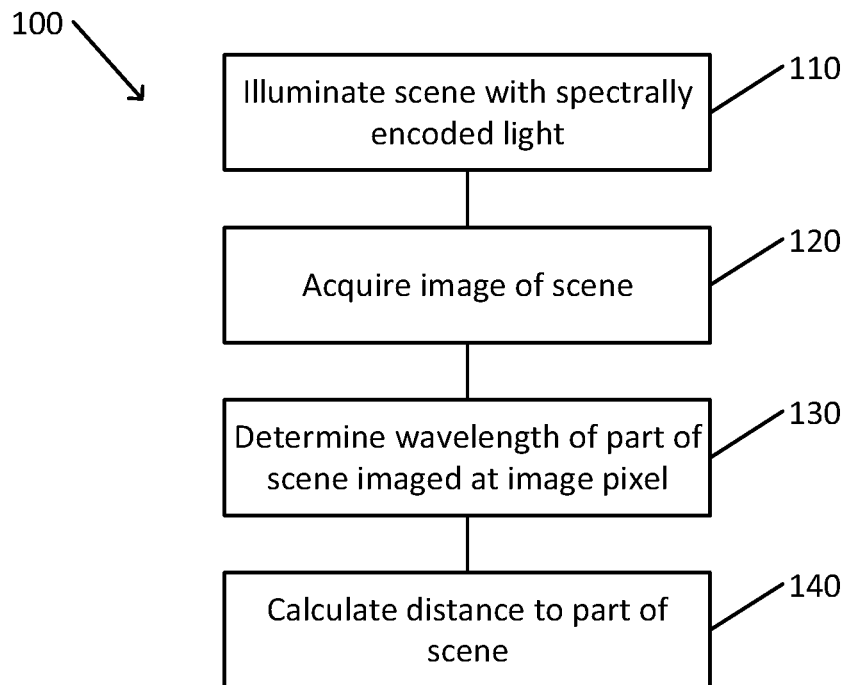 100
110
Illuminate scene with spectrally
encoded light
120
Acquire image of scene
130
Determine wavelength of part of
scene imaged at image pixel
140
Calculate distance to part of
scene